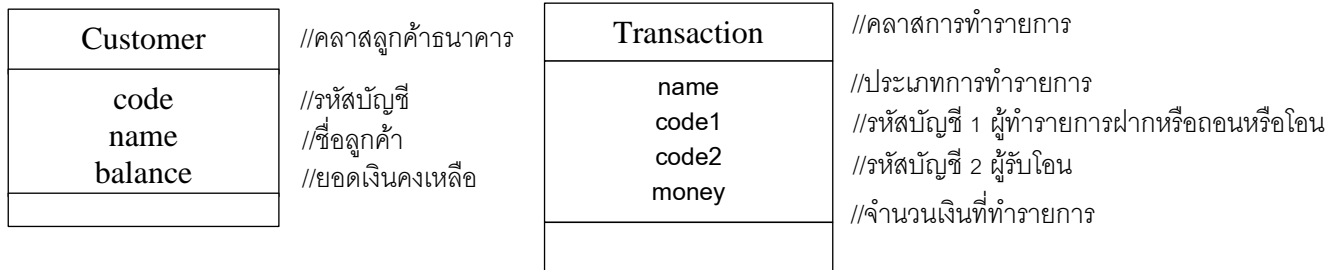 Customer
//คลาสลูกค้าธนาคาร
code
//รหัสบัญชี
name
//ชื่อลูกค้า
balance
//ยอดเงินคงเหลือ
Transaction
//คลาสการทำรายการ
name
//ประเภทการทำรายการ
code1
//รหัสบัญชี 1 ผู้ทำรายการฝากหรือถอนหรือโอน
code2
//รหัสบัญชี 2 ผู้รับโอน
money
//จำนวนเงินที่ทำรายการ